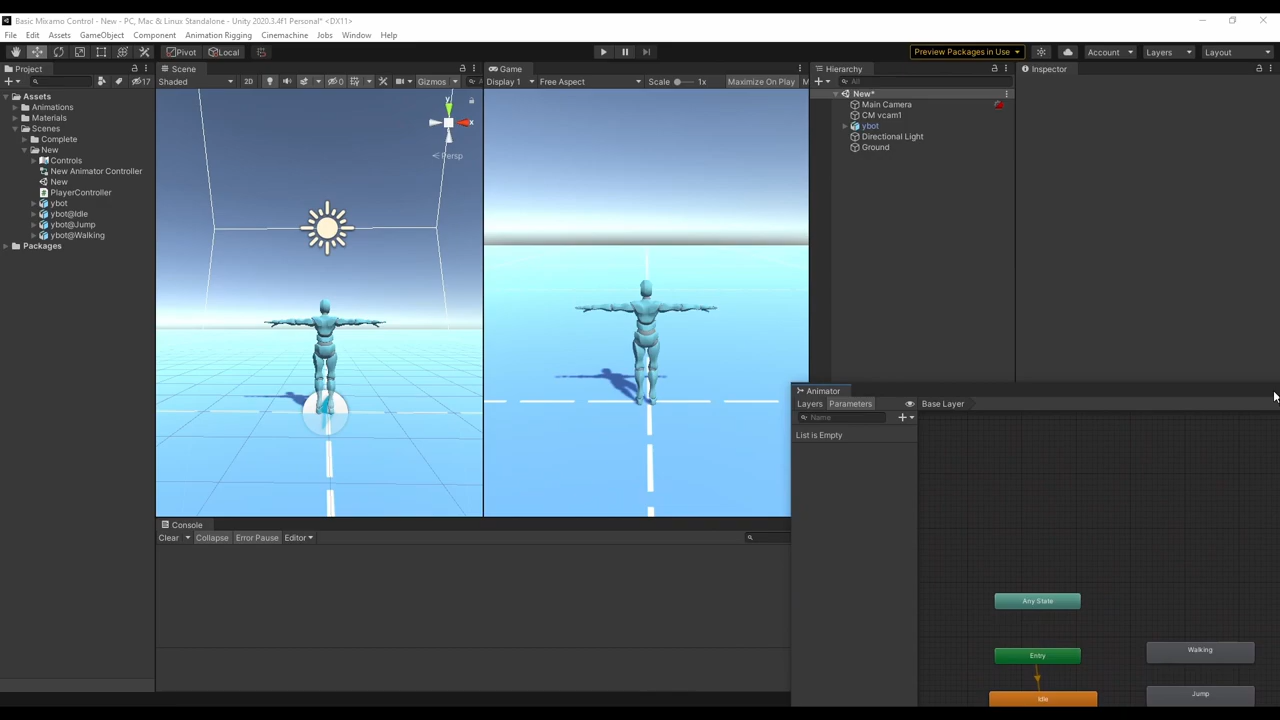 Basic Mixamo Control - New - PC, Mac & Linux Standalone - Unity 2020.3.4f1 Personal* <DX11>
File Edit Assets GameObject Component Animation Rigging Cinemachine Jobs Window Help
Pivot Local Preview Packages in Use Account Layers Layout
Project Scene Game Hierarchy Inspector
17 Shaded 2D 0 Gizmos All Display 1 Free Aspect Scale 1x Maximize On Play M All
Assets
Animations
Materials
Scenes
Complete
New
Controls
New Animator Controller
New
PlayerController
ybot
ybot@Idle
ybot@Jump
ybot@Walking
Packages
y
x
Persp
New*
Main Camera
CM vcam1
ybot
Directional Light
Ground
Console
Clear Collapse Error Pause Editor
Animator
Layers Parameters Base Layer
Name
List is Empty
Any State
Entry
Walking
Jump
Idle